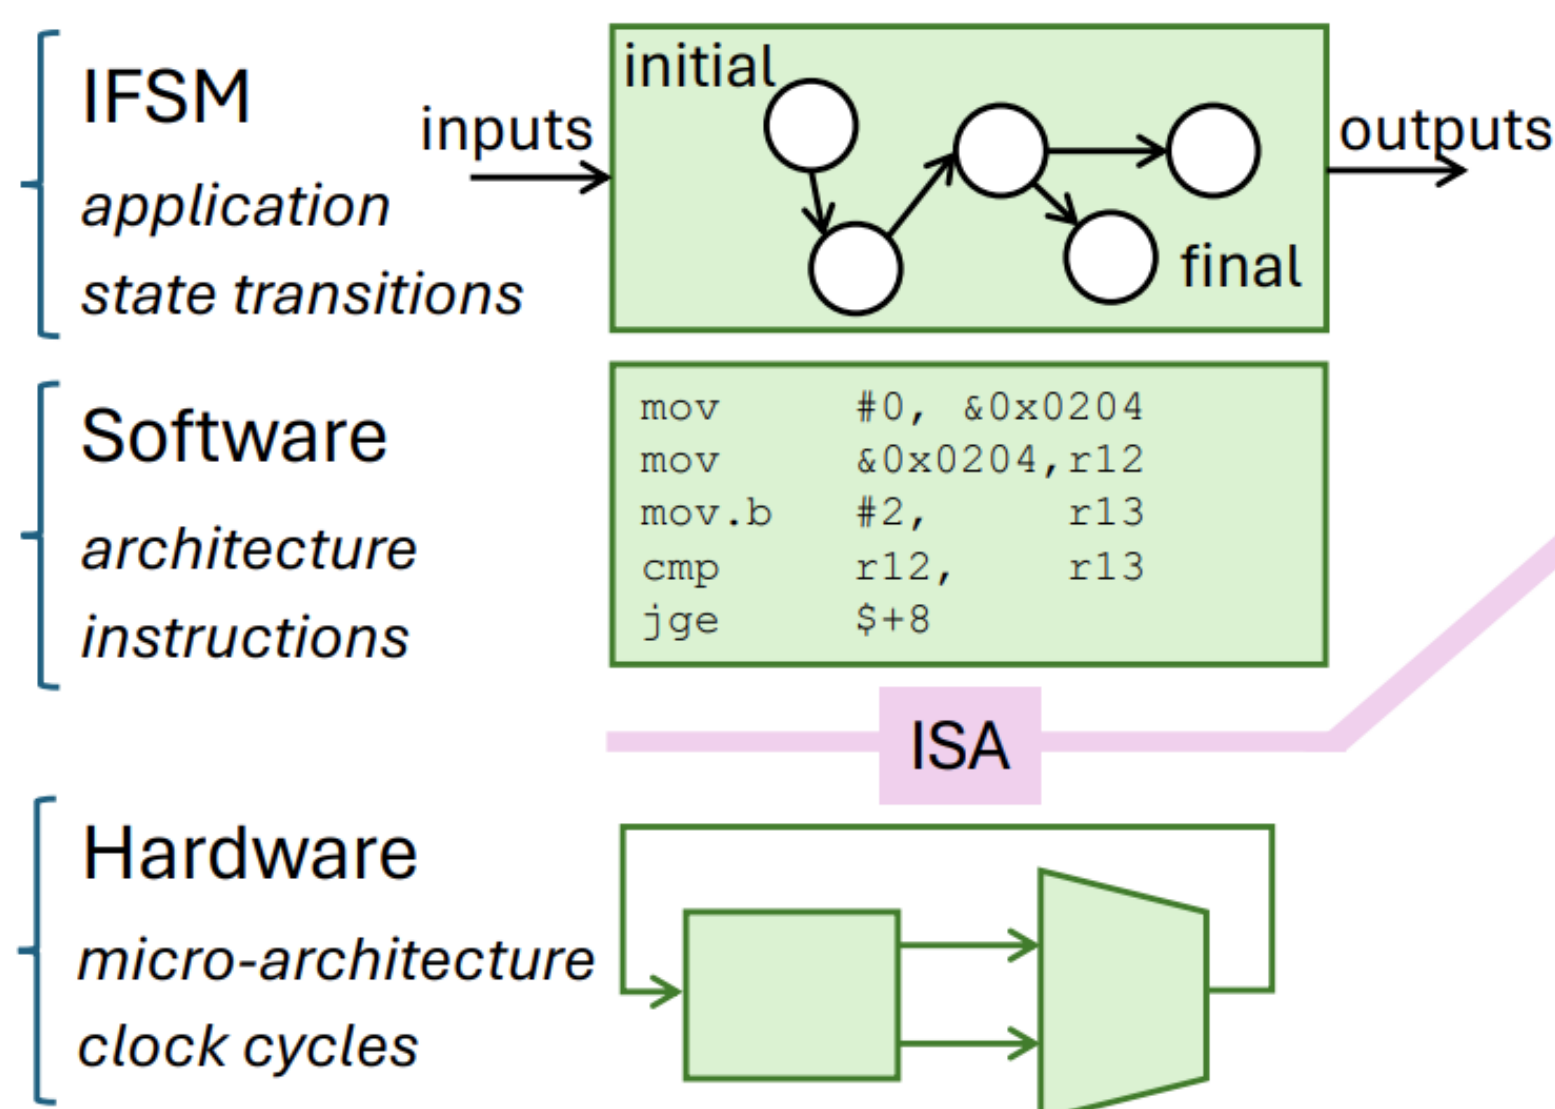 IFSM
application
state transitions
inputs
initial
final
outputs
Software
architecture
instructions
mov #0, &0x0204
mov &0x0204,r12
mov.b #2, r13
cmp r12, r13
jge $+8
ISA
Hardware
micro-architecture
clock cycles